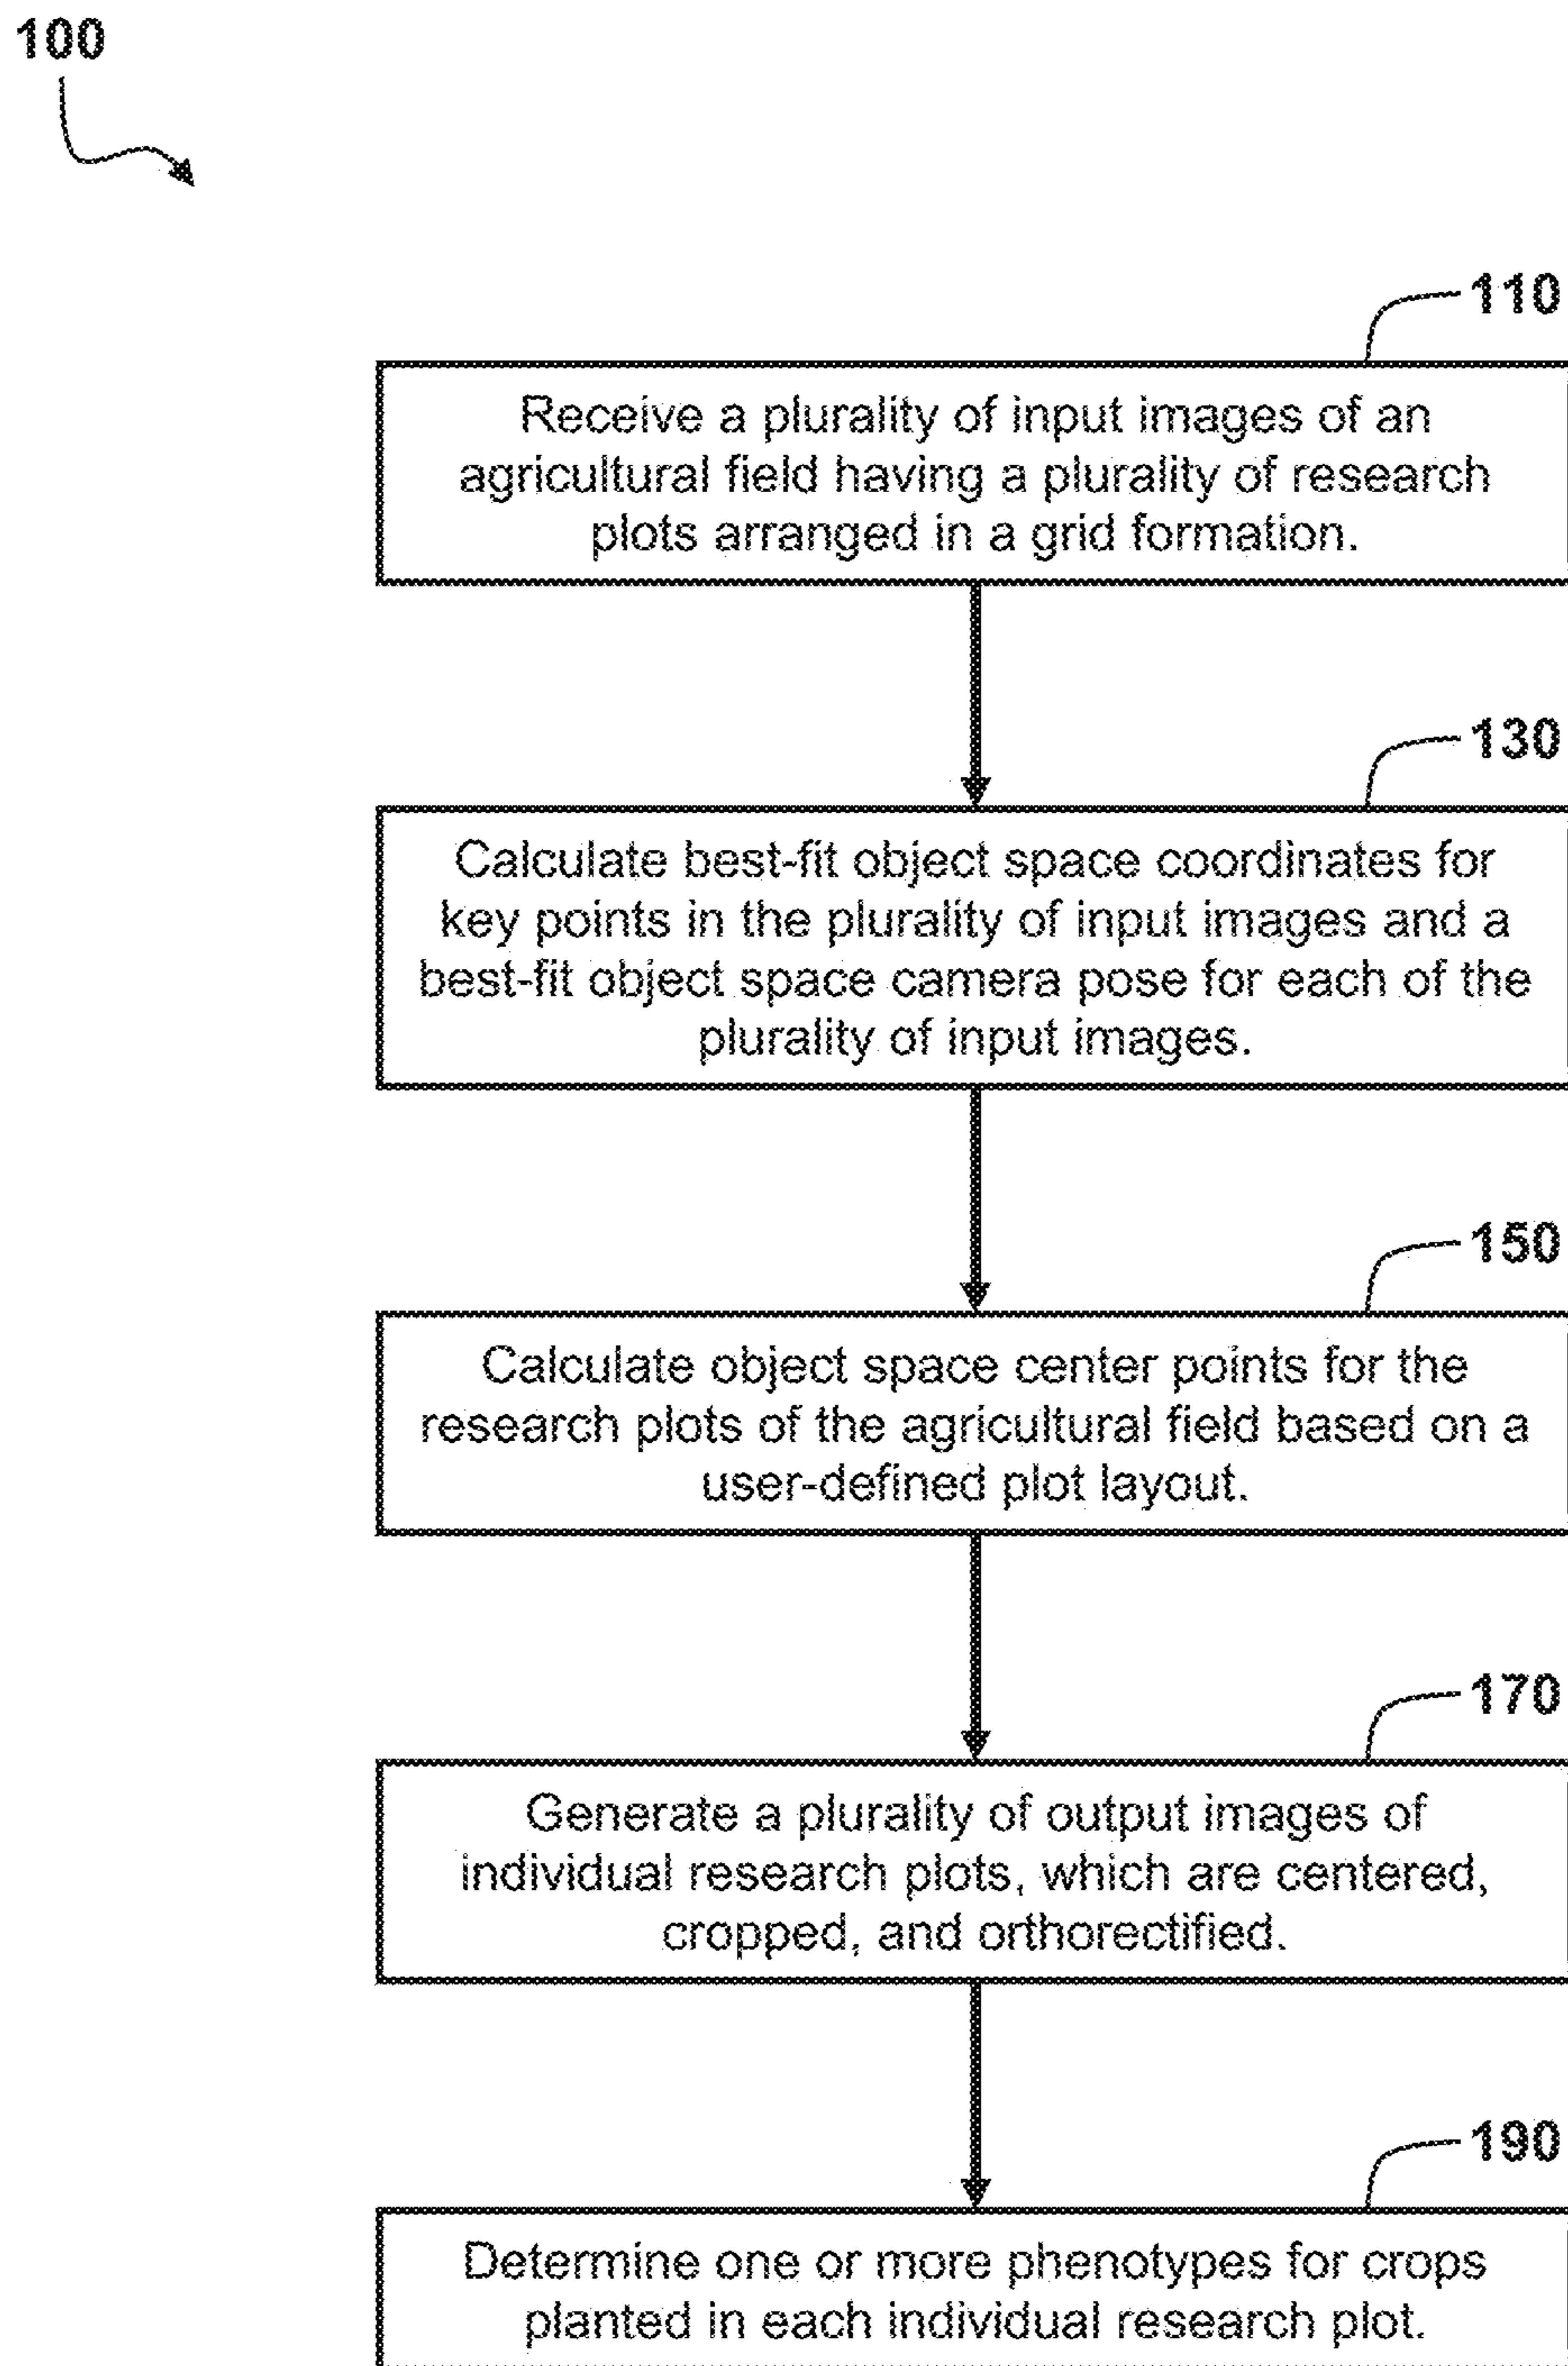 100
110
Receive a plurality of input images of an
agricultural field having a plurality of research
plots arranged in a grid formation.
130
Calculate best-fit object space coordinates for
key points in the plurality of input images and a
best-fit object space camera pose for each of the
plurality of input images.
150
Calculate object space center points for the
research plots of the agricultural field based on a
user-defined plot layout.
170
Generate a plurality of output images of
individual research plots, which are centered,
cropped, and orthorectified.
190
Determine one or more phenotypes for crops
planted in each individual research plot.